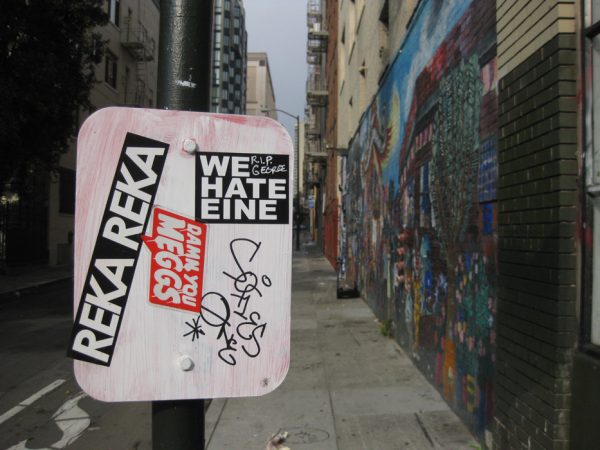 REKA REKA
WE R.I.P. GEORGE
HATE
EINE
DAMN YOU
MEGGS